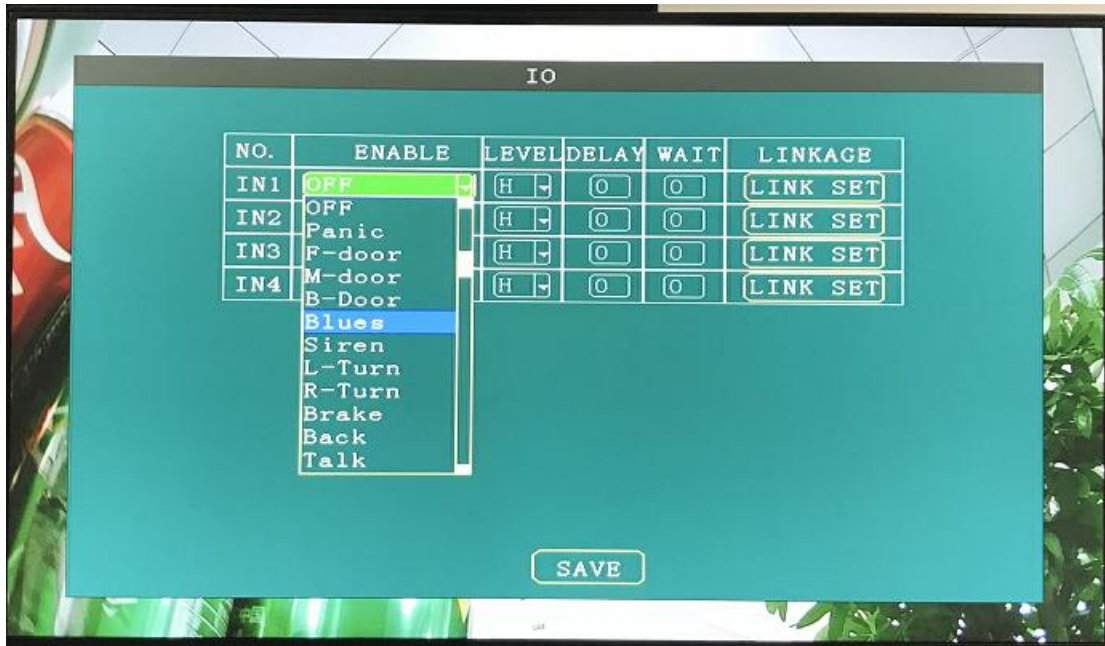 IO
NO. ENABLE LEVEL DELAY WAIT LINKAGE
IN1 OFF H 0 0 LINK SET
IN2 H 0 0 LINK SET
IN3 H 0 0 LINK SET
IN4 H 0 0 LINK SET
OFF
Panic
F-door
M-door
B-Door
Blues
Siren
L-Turn
R-Turn
Brake
Back
Talk
SAVE